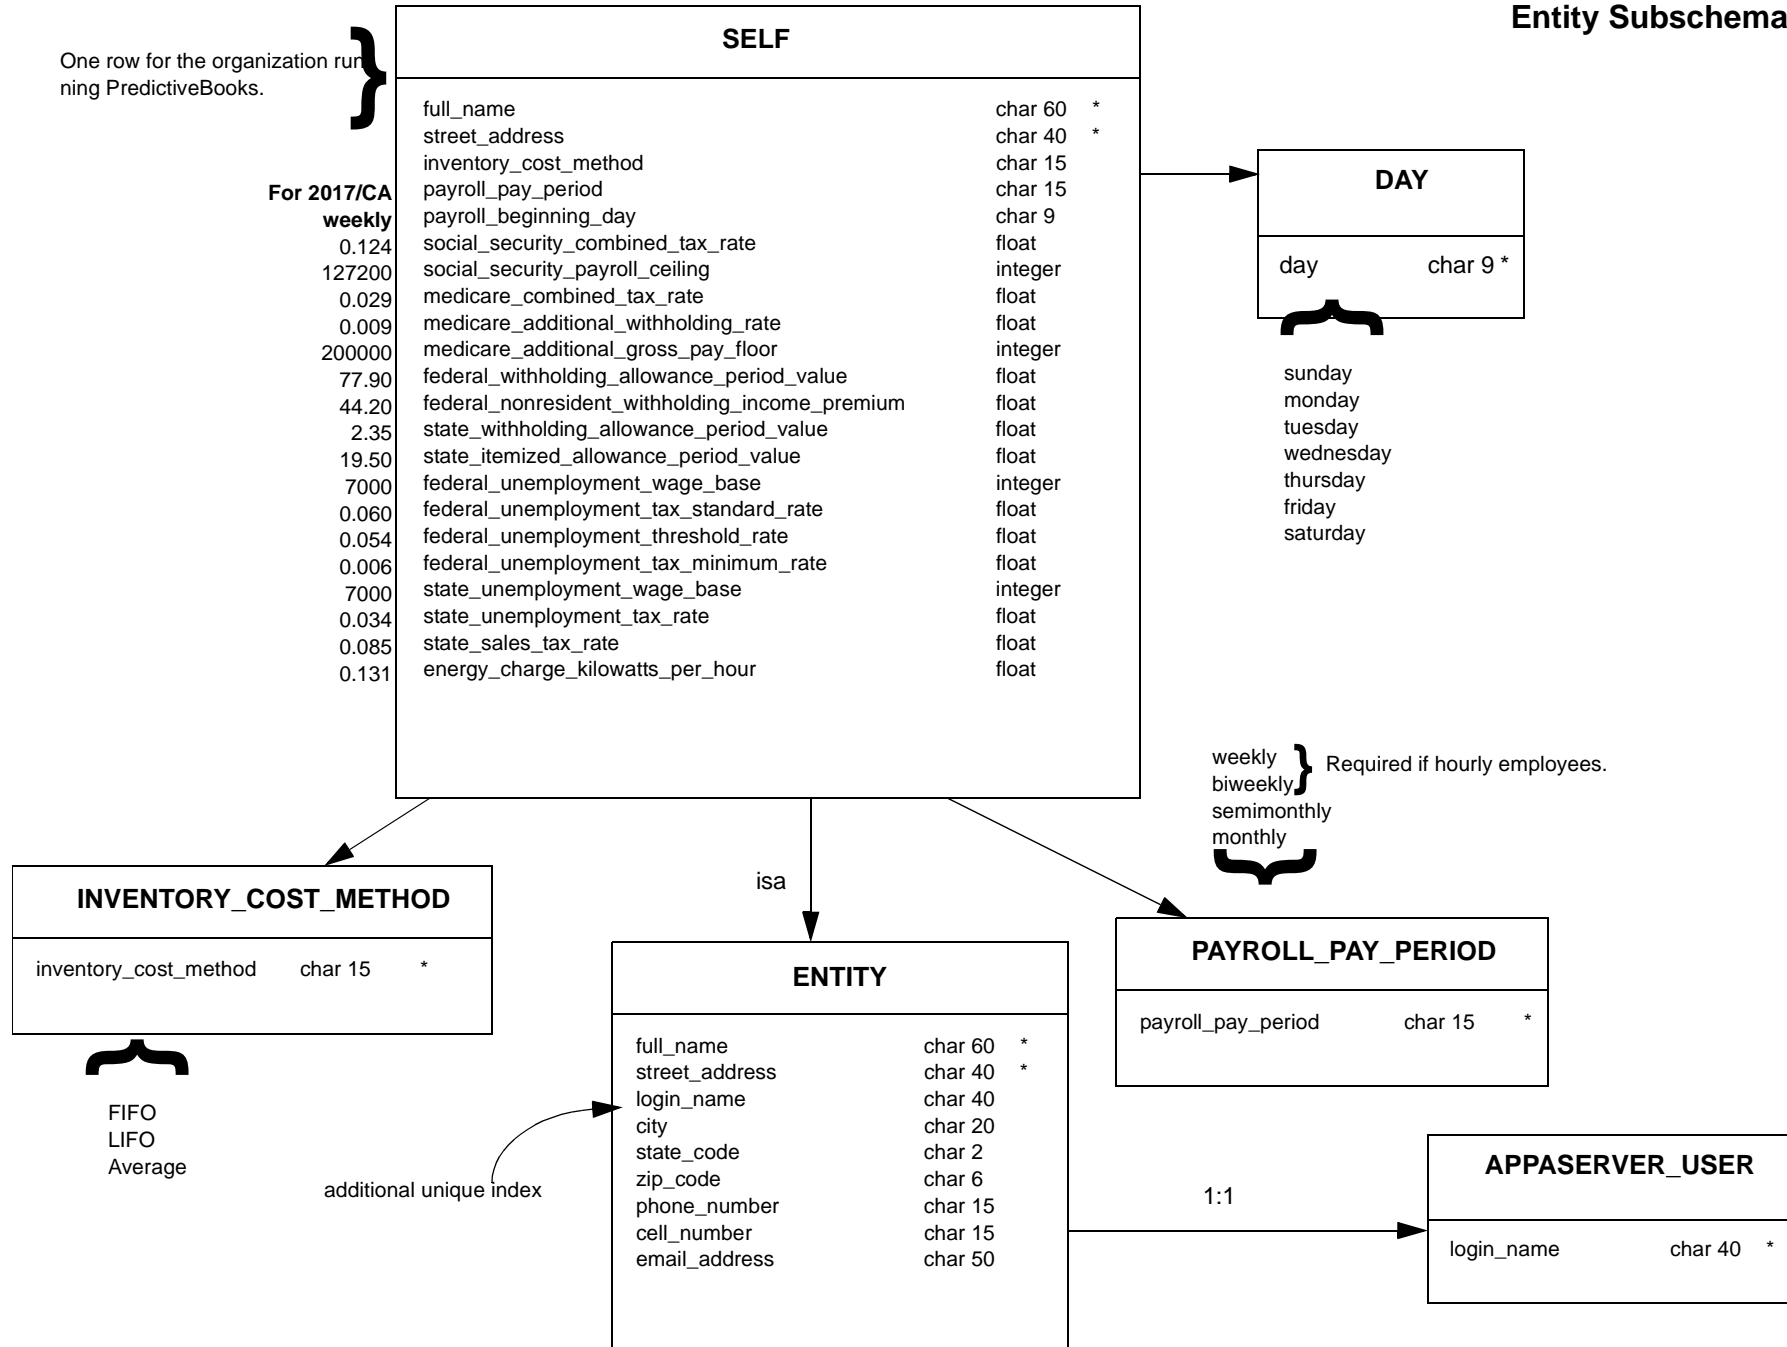 Entity Subschema
One row for the organization run
ning PredictiveBooks.
SELF
full_name char 60 *
street_address char 40 *
inventory_cost_method char 15
For 2017/CA payroll_pay_period char 15
weekly payroll_beginning_day char 9
0.124 social_security_combined_tax_rate float
127200 social_security_payroll_ceiling integer
0.029 medicare_combined_tax_rate float
0.009 medicare_additional_withholding_rate float
200000 medicare_additional_gross_pay_floor integer
77.90 federal_withholding_allowance_period_value float
44.20 federal_nonresident_withholding_income_premium float
2.35 state_withholding_allowance_period_value float
19.50 state_itemized_allowance_period_value float
7000 federal_unemployment_wage_base integer
0.060 federal_unemployment_tax_standard_rate float
0.054 federal_unemployment_threshold_rate float
0.006 federal_unemployment_tax_minimum_rate float
7000 state_unemployment_wage_base integer
0.034 state_unemployment_tax_rate float
0.085 state_sales_tax_rate float
0.131 energy_charge_kilowatts_per_hour float
DAY
day char 9 *
sunday
monday
tuesday
wednesday
thursday
friday
saturday
weekly
biweekly
Required if hourly employees.
semimonthly
monthly
INVENTORY_COST_METHOD
inventory_cost_method char 15 *
FIFO
LIFO
Average
isa
ENTITY
full_name char 60 *
street_address char 40 *
login_name char 40
city char 20
state_code char 2
zip_code char 6
phone_number char 15
cell_number char 15
email_address char 50
additional unique index
PAYROLL_PAY_PERIOD
payroll_pay_period char 15 *
1:1
APPASERVER_USER
login_name char 40 *